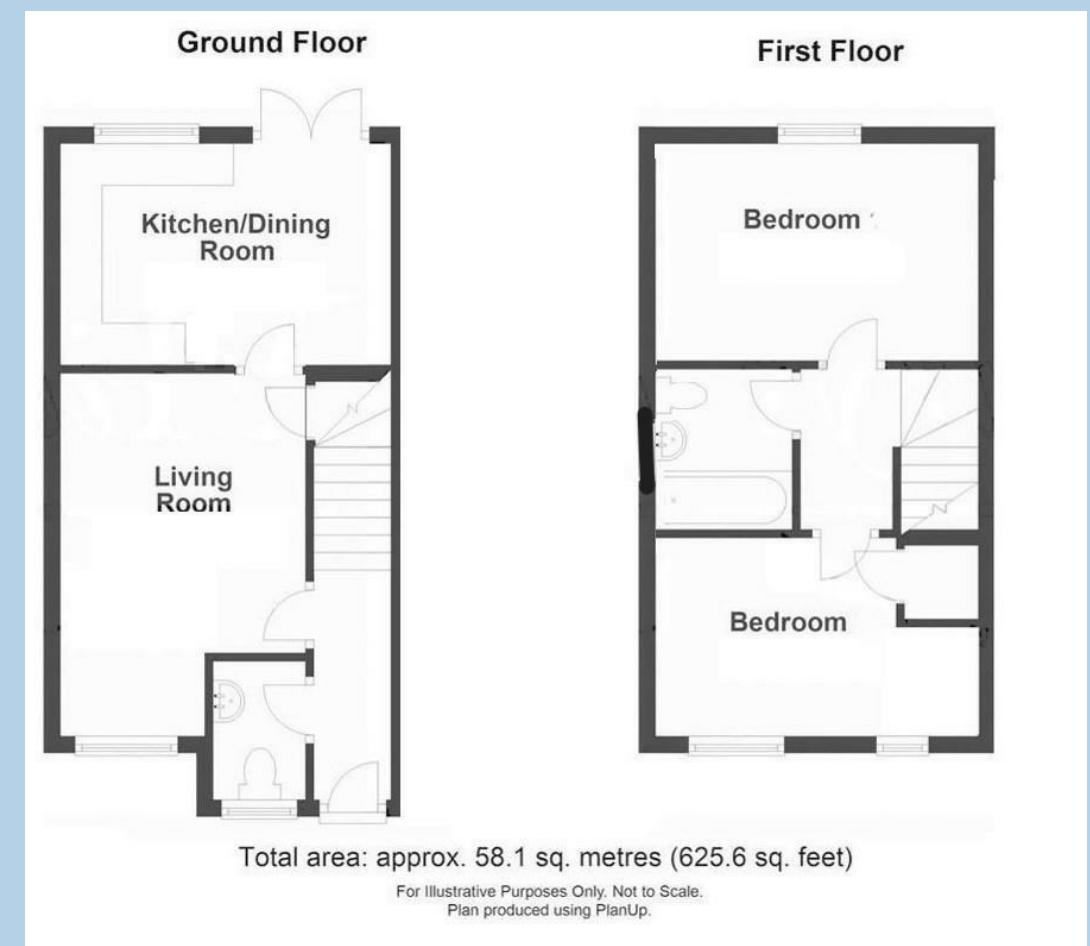 Ground Floor
First Floor
Kitchen/Dining
Room
Bedroom
Living
Room
Bedroom
Total area: approx. 58.1 sq. metres (625.6 sq. feet)
For Illustrative Purposes Only. Not to Scale.
Plan produced using PlanUp.